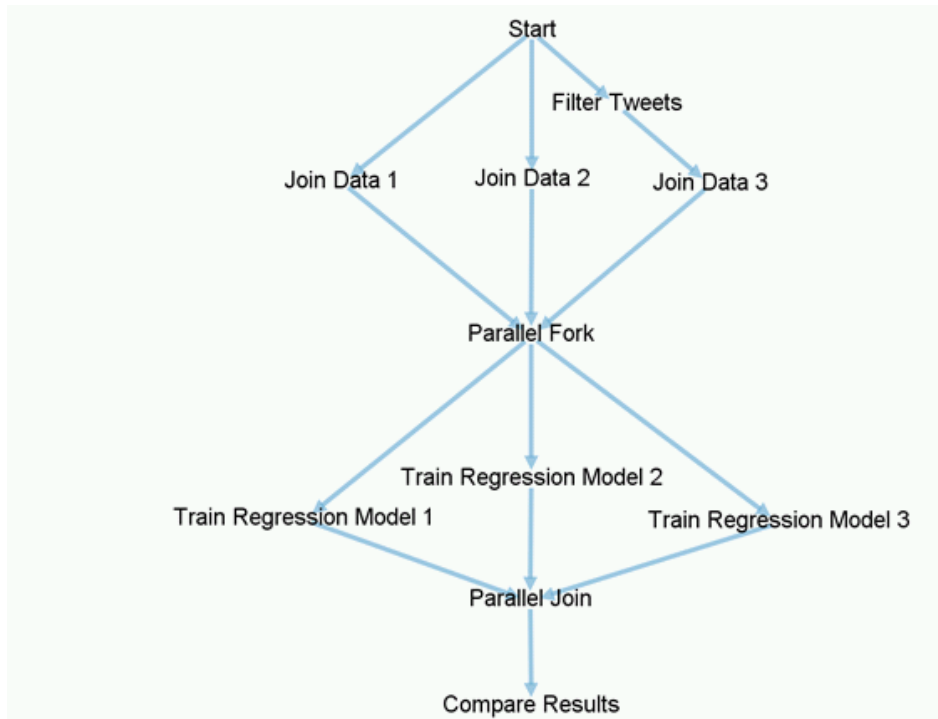 Start
Filter Tweets
Join Data 1
Join Data 2
Join Data 3
Parallel Fork
Train Regression Model 2
Train Regression Model 1
Train Regression Model 3
Parallel Join
Compare Results